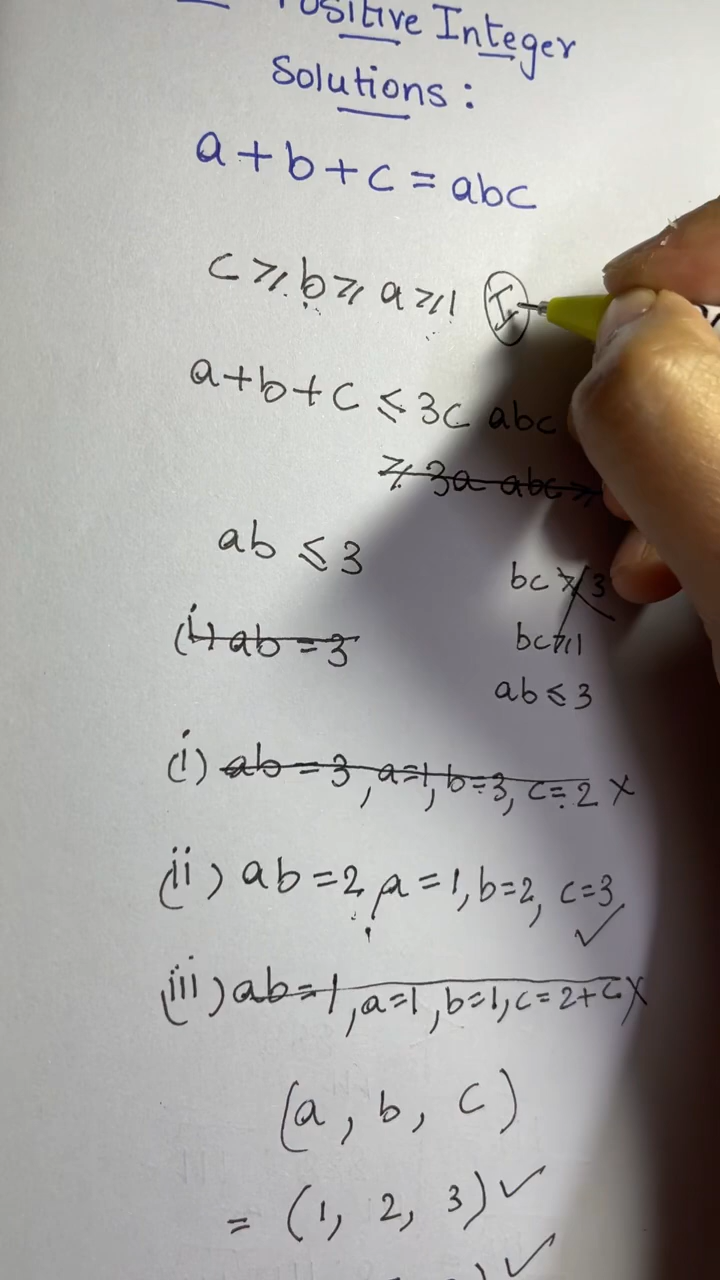 Positive Integer
Solutions :
a + b + c = abc
c ⩾ b ⩾ a ⩾ 1 I
a + b + c ⩽ 3c abc
⩾ 3a abc ⩾
ab ⩽ 3
bc ⩾ 3
(i) ab = 3
bc ⩾ 1
ab ⩽ 3
(i) ab = 3, a=1, b=3, c=2 ×
(ii) ab = 2, a = 1, b=2, c=3 ✓
(iii) ab=1, a=1, b=1, c=2+c ×
(a, b, c)
= (1, 2, 3) ✓
) ✓